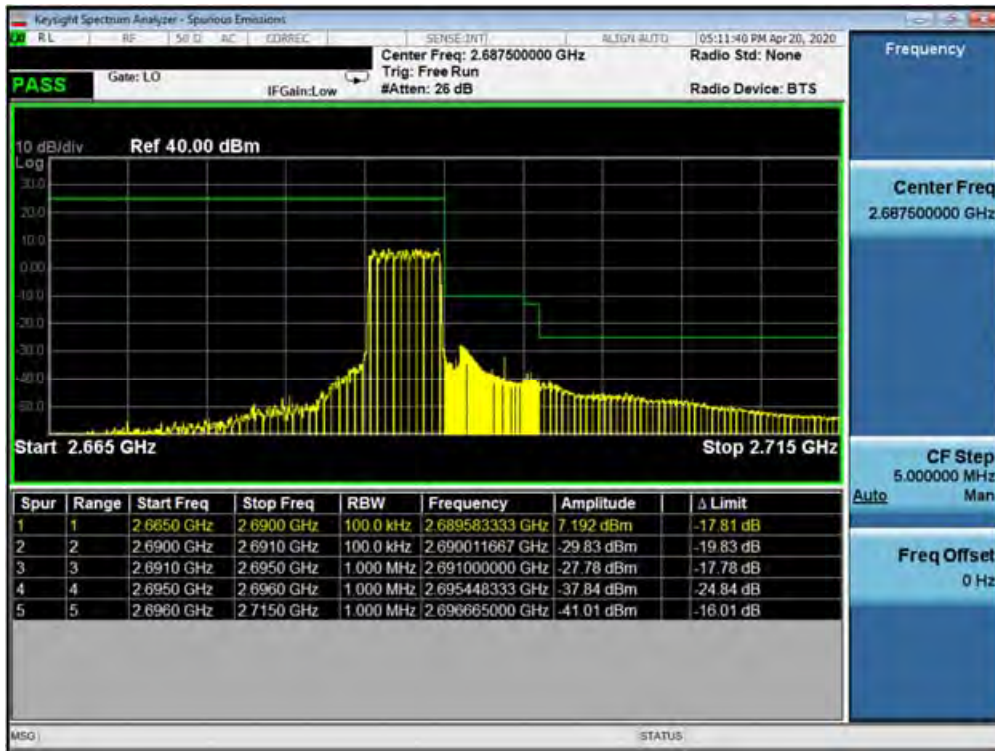 Keysight Spectrum Analyzer - Spurious Emissions
RL RF 50 Ω AC CORREC SENSE:INT ALIGN AUTO 05:11:40 PM Apr 20, 2020
Center Freq: 2.687500000 GHz Radio Std: None
Gate: LO Trig: Free Run
PASS IFGain:Low #Atten: 26 dB Radio Device: BTS
10 dB/div Ref 40.00 dBm
Log
30.0
20.0
10.0
0.00
-10.0
-20.0
-30.0
-40.0
-50.0
Start 2.665 GHz Stop 2.715 GHz
Spur Range Start Freq Stop Freq RBW Frequency Amplitude Δ Limit
1 1 2.6650 GHz 2.6900 GHz 100.0 kHz 2.689583333 GHz 7.192 dBm -17.81 dB
2 2 2.6900 GHz 2.6910 GHz 100.0 kHz 2.690011667 GHz -29.83 dBm -19.83 dB
3 3 2.6910 GHz 2.6950 GHz 1.000 MHz 2.691000000 GHz -27.78 dBm -17.78 dB
4 4 2.6950 GHz 2.6960 GHz 1.000 MHz 2.695448333 GHz -37.84 dBm -24.84 dB
5 5 2.6960 GHz 2.7150 GHz 1.000 MHz 2.696665000 GHz -41.01 dBm -16.01 dB
Frequency
Center Freq
2.687500000 GHz
CF Step
5.000000 MHz
Auto Man
Freq Offset
0 Hz
MSG STATUS